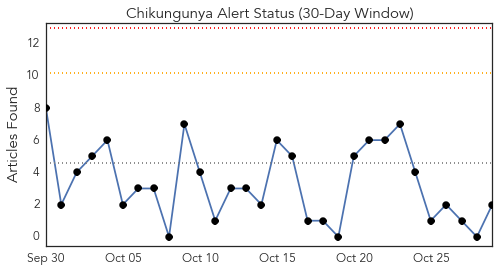 Chikungunya Alert Status (30-Day Window)
12
10
8
6
4
2
0
Articles Found
Sep 30
Oct 05
Oct 10
Oct 15
Oct 20
Oct 25